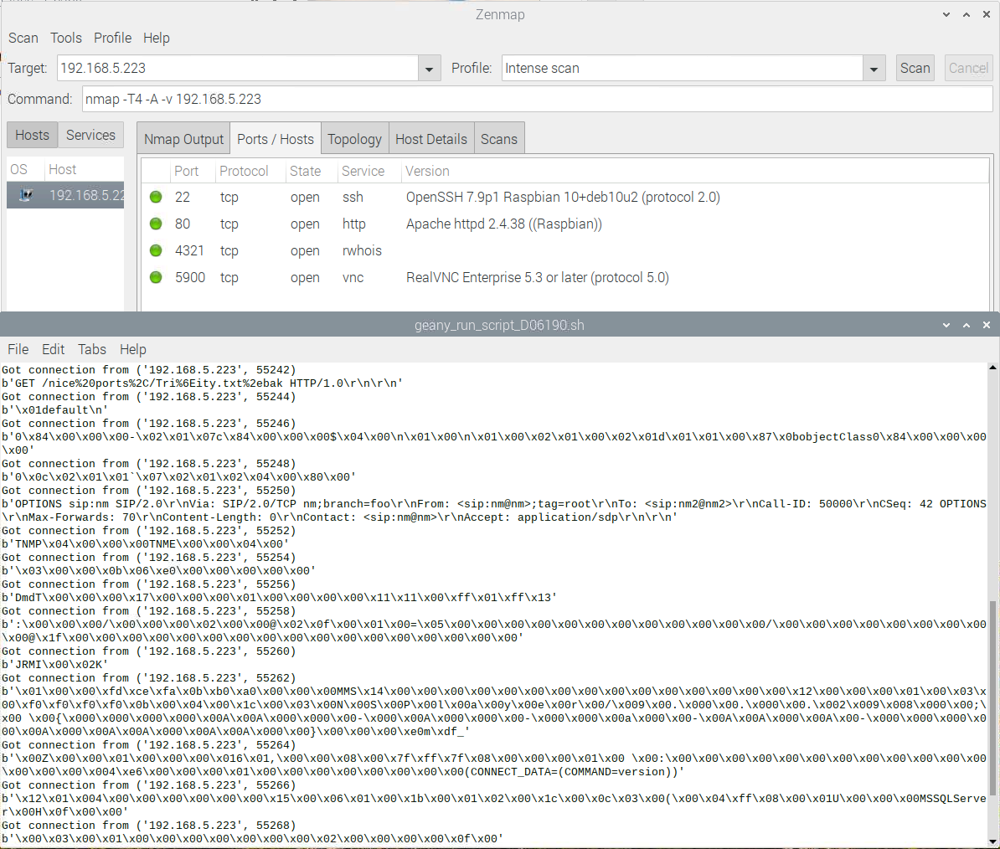 Zenmap
Scan Tools Profile Help
Target: 192.168.5.223 Profile: Intense scan Scan Cancel
Command: nmap -T4 -A -v 192.168.5.223
Hosts Services Nmap Output Ports / Hosts Topology Host Details Scans
OS Host Port Protocol State Service Version
192.168.5.22
22 tcp open ssh OpenSSH 7.9p1 Raspbian 10+deb10u2 (protocol 2.0)
80 tcp open http Apache httpd 2.4.38 ((Raspbian))
4321 tcp open rwhois
5900 tcp open vnc RealVNC Enterprise 5.3 or later (protocol 5.0)
geany_run_script_D06190.sh
File Edit Tabs Help
Got connection from ('192.168.5.223', 55242)
b'GET /nice%20ports%2C/Tri%6Eity.txt%2ebak HTTP/1.0\r\n\r\n'
Got connection from ('192.168.5.223', 55244)
b'\x01default\n'
Got connection from ('192.168.5.223', 55246)
b'0\x84\x00\x00\x00-\x02\x01\x07c\x84\x00\x00\x00$\x04\x00\n\x01\x00\n\x01\x00\x02\x01\x00\x02\x01d\x01\x01\x00\x87\x0bobjectClass0\x84\x00\x00\x00
\x00'
Got connection from ('192.168.5.223', 55248)
b'0\x0c\x02\x01\x01`\x07\x02\x01\x02\x04\x00\x80\x00'
Got connection from ('192.168.5.223', 55250)
b'OPTIONS sip:nm SIP/2.0\r\nVia: SIP/2.0/TCP nm;branch=foo\r\nFrom: <sip:nm@nm>;tag=root\r\nTo: <sip:nm2@nm2>\r\nCall-ID: 50000\r\nCSeq: 42 OPTIONS
\r\nMax-Forwards: 70\r\nContent-Length: 0\r\nContact: <sip:nm@nm>\r\nAccept: application/sdp\r\n\r\n'
Got connection from ('192.168.5.223', 55252)
b'TNMP\x04\x00\x00\x00TNME\x00\x00\x04\x00'
Got connection from ('192.168.5.223', 55254)
b'\x03\x00\x00\x0b\x06\xe0\x00\x00\x00\x00\x00'
Got connection from ('192.168.5.223', 55256)
b'DmdT\x00\x00\x00\x17\x00\x00\x00\x01\x00\x00\x00\x00\x11\x11\x00\xff\x01\xff\x13'
Got connection from ('192.168.5.223', 55258)
b':\x00\x00\x00/\x00\x00\x00\x02\x00\x00@\x02\x0f\x00\x01\x00=\x05\x00\x00\x00\x00\x00\x00\x00\x00\x00\x00\x00\x00/\x00\x00\x00\x00\x00\x00\x00\x00
\x00@\x1f\x00\x00\x00\x00\x00\x00\x00\x00\x00\x00\x00\x00\x00\x00\x00\x00'
Got connection from ('192.168.5.223', 55260)
b'JRMI\x00\x02K'
Got connection from ('192.168.5.223', 55262)
b'\x01\x00\x00\xfd\xce\xfa\x0b\xb0\xa0\x00\x00\x00MMS\x14\x00\x00\x00\x00\x00\x00\x00\x00\x00\x00\x00\x00\x00\x00\x00\x12\x00\x00\x00\x01\x00\x03\x
00\xf0\xf0\xf0\xf0\x0b\x00\x04\x00\x1c\x00\x03\x00N\x00S\x00P\x00l\x00a\x00y\x00e\x00r\x00/\x009\x00.\x000\x00.\x000\x00.\x002\x009\x008\x000\x00;\
x00 \x00{\x000\x000\x000\x000\x00A\x00A\x000\x000\x00-\x000\x00A\x000\x000\x00-\x000\x000\x00a\x000\x00-\x00A\x00A\x000\x00A\x00-\x000\x000\x000\x0
00\x00A\x000\x00A\x00A\x000\x00A\x00A\x000\x00}\x00\x00\x00\xe0m\xdf_'
Got connection from ('192.168.5.223', 55264)
b'\x00Z\x00\x00\x01\x00\x00\x00\x016\x01,\x00\x00\x08\x00\x7f\xff\x7f\x08\x00\x00\x00\x01\x00 \x00:\x00\x00\x00\x00\x00\x00\x00\x00\x00\x00\x00\x00
\x00\x00\x00\x004\xe6\x00\x00\x00\x01\x00\x00\x00\x00\x00\x00\x00\x00(CONNECT_DATA=(COMMAND=version))'
Got connection from ('192.168.5.223', 55266)
b'\x12\x01\x004\x00\x00\x00\x00\x00\x00\x15\x00\x06\x01\x00\x1b\x00\x01\x02\x00\x1c\x00\x0c\x03\x00(\x00\x04\xff\x08\x00\x01U\x00\x00\x00MSSQLServe
r\x00H\x0f\x00\x00'
Got connection from ('192.168.5.223', 55268)
b'\x00\x03\x00\x01\x00\x00\x00\x00\x00\x00\x00\x00\x02\x00\x00\x00\x00\x0f\x00'